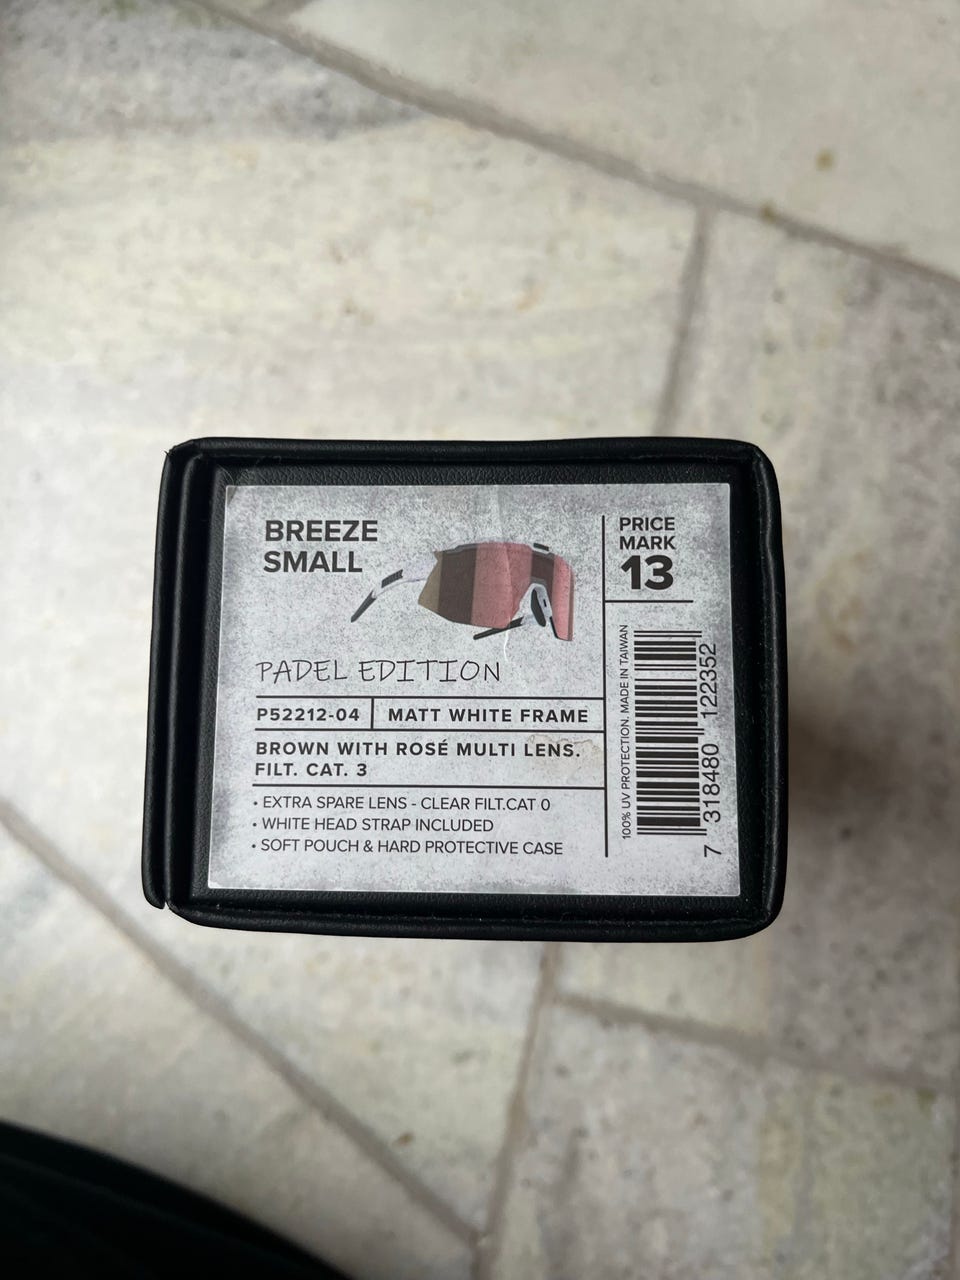 BREEZE
SMALL
PADEL EDITION
P52212-04 MATT WHITE FRAME
BROWN WITH ROSÉ MULTI LENS.
FILT. CAT. 3
• EXTRA SPARE LENS - CLEAR FILT.CAT 0
• WHITE HEAD STRAP INCLUDED
• SOFT POUCH & HARD PROTECTIVE CASE
PRICE
MARK
13
100% UV PROTECTION. MADE IN TAIWAN
7 318480 122352